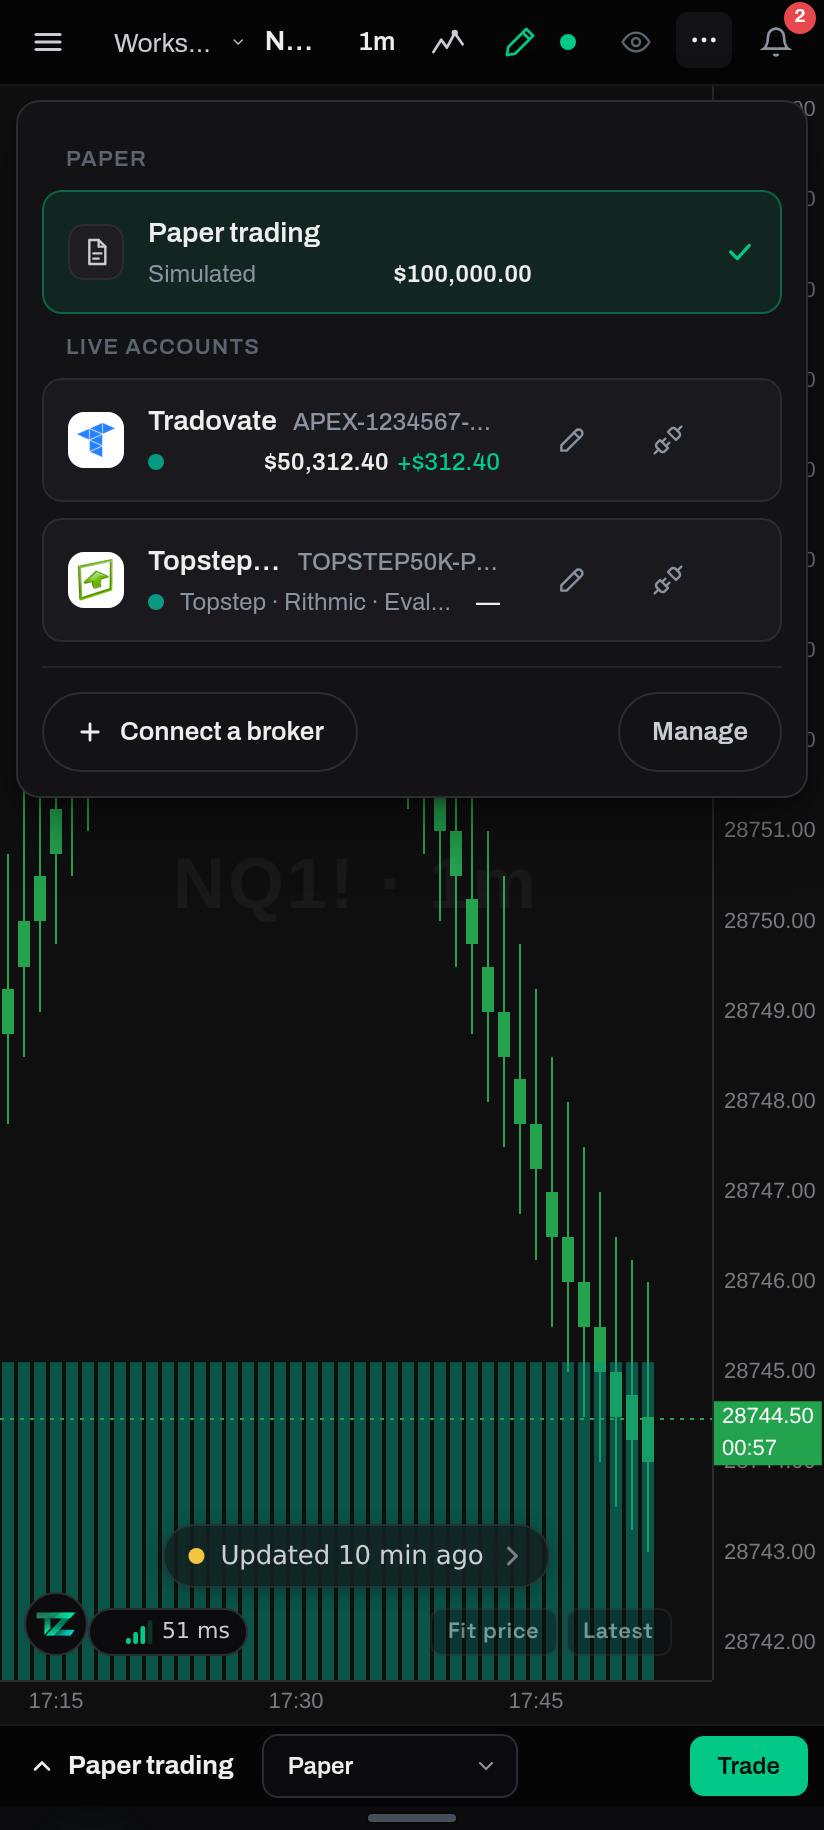 Works... N... 1m 2
PAPER
Paper trading
Simulated $100,000.00
LIVE ACCOUNTS
Tradovate APEX-1234567-...
$50,312.40 +$312.40
Topstep... TOPSTEP50K-P...
Topstep · Rithmic · Eval... —
Connect a broker Manage
28751.00
NQ1! · 1m
28750.00
28749.00
28748.00
28747.00
28746.00
28745.00
28744.50
00:57
28743.00
Updated 10 min ago
TZ 51 ms Fit price Latest
28742.00
17:15 17:30 17:45
Paper trading Paper Trade